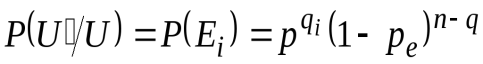 P(U▯/U) = P(E_i) = p^{q_i}(1- p_e)^{n- q}